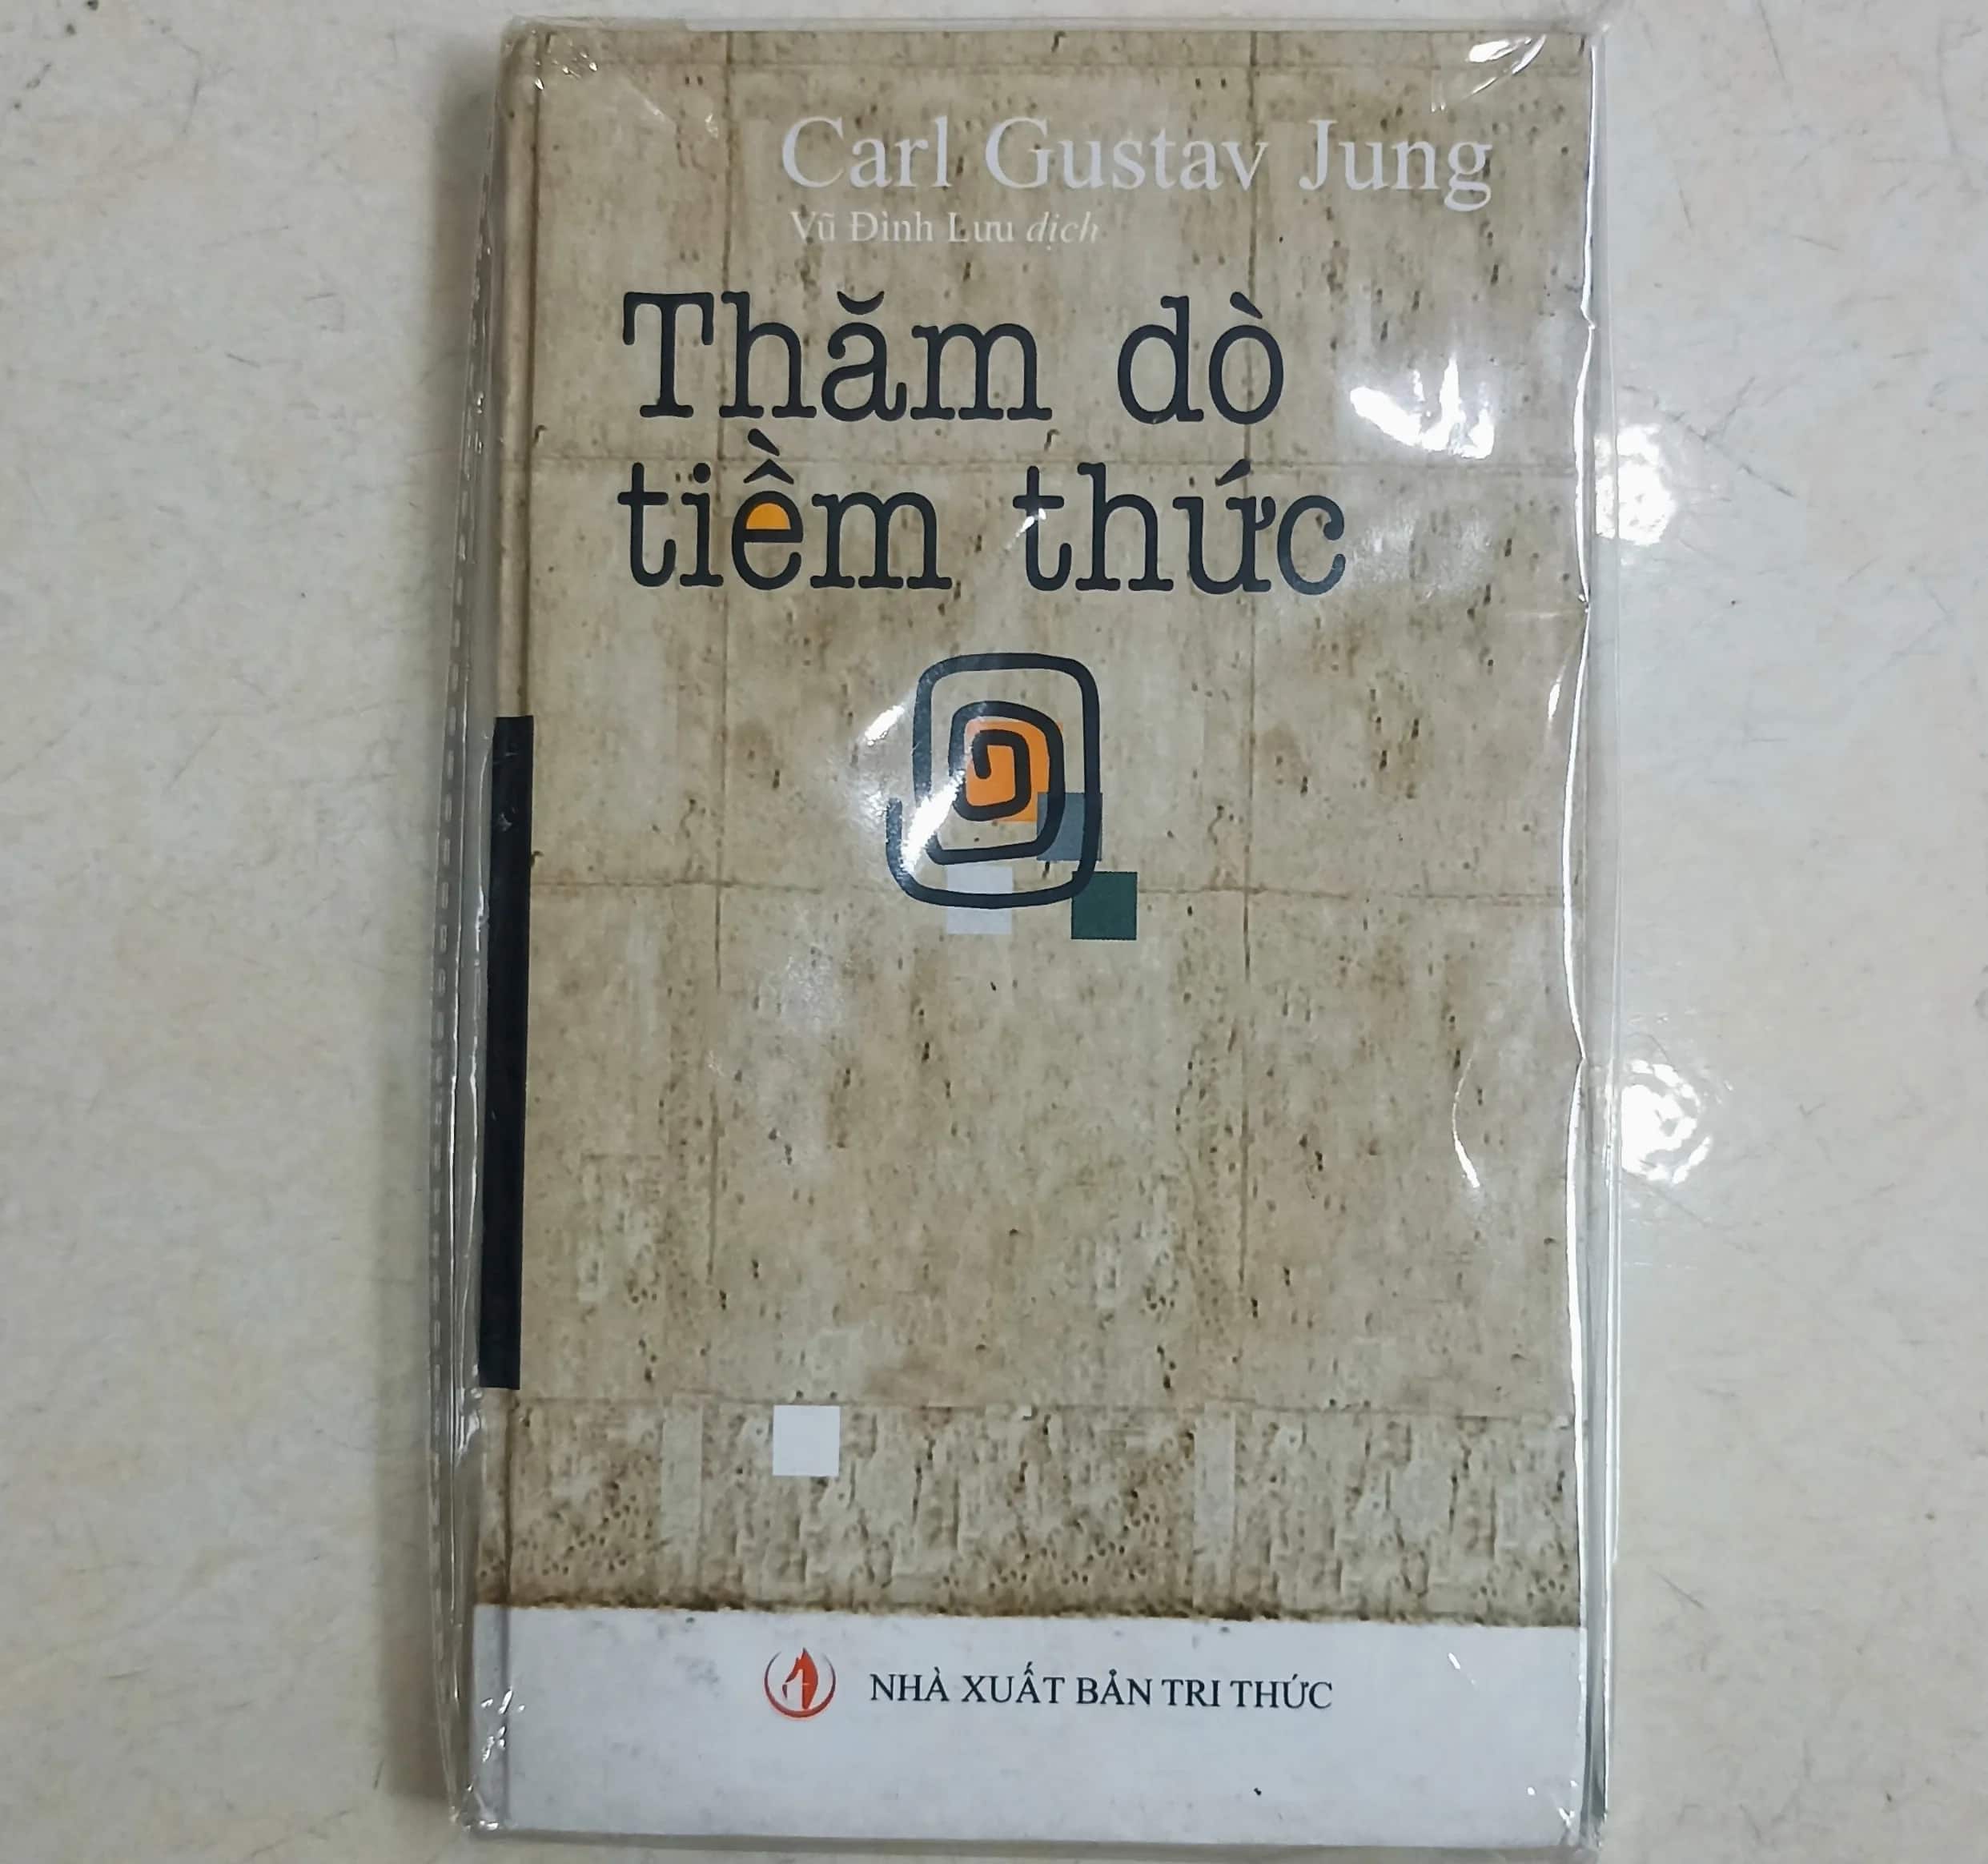 Carl Gustav Jung
Vũ Đình Lưu dịch
Thăm dò
tiềm thức
NHÀ XUẤT BẢN TRI THỨC